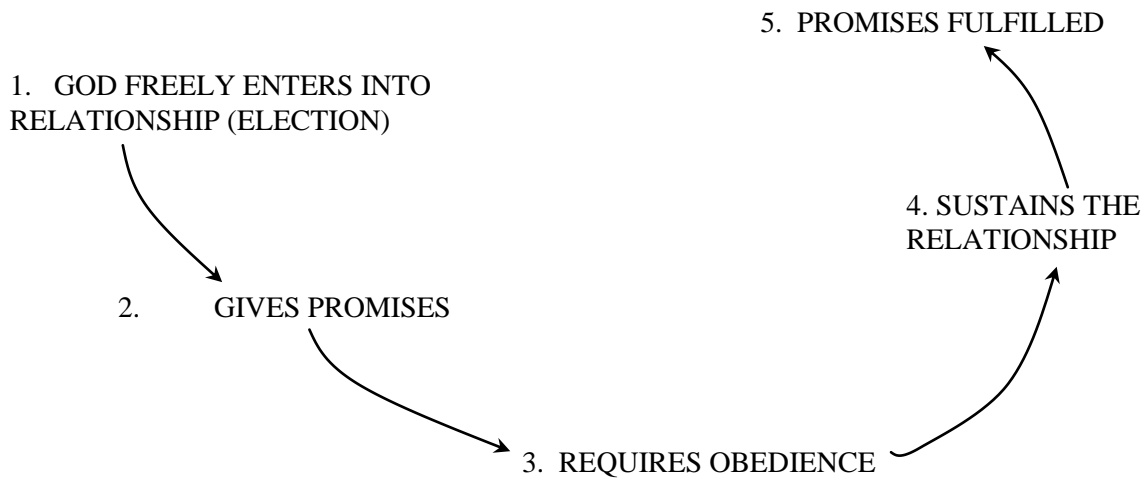 5. PROMISES FULFILLED
1. GOD FREELY ENTERS INTO
RELATIONSHIP (ELECTION)
4. SUSTAINS THE
RELATIONSHIP
2. GIVES PROMISES
3. REQUIRES OBEDIENCE